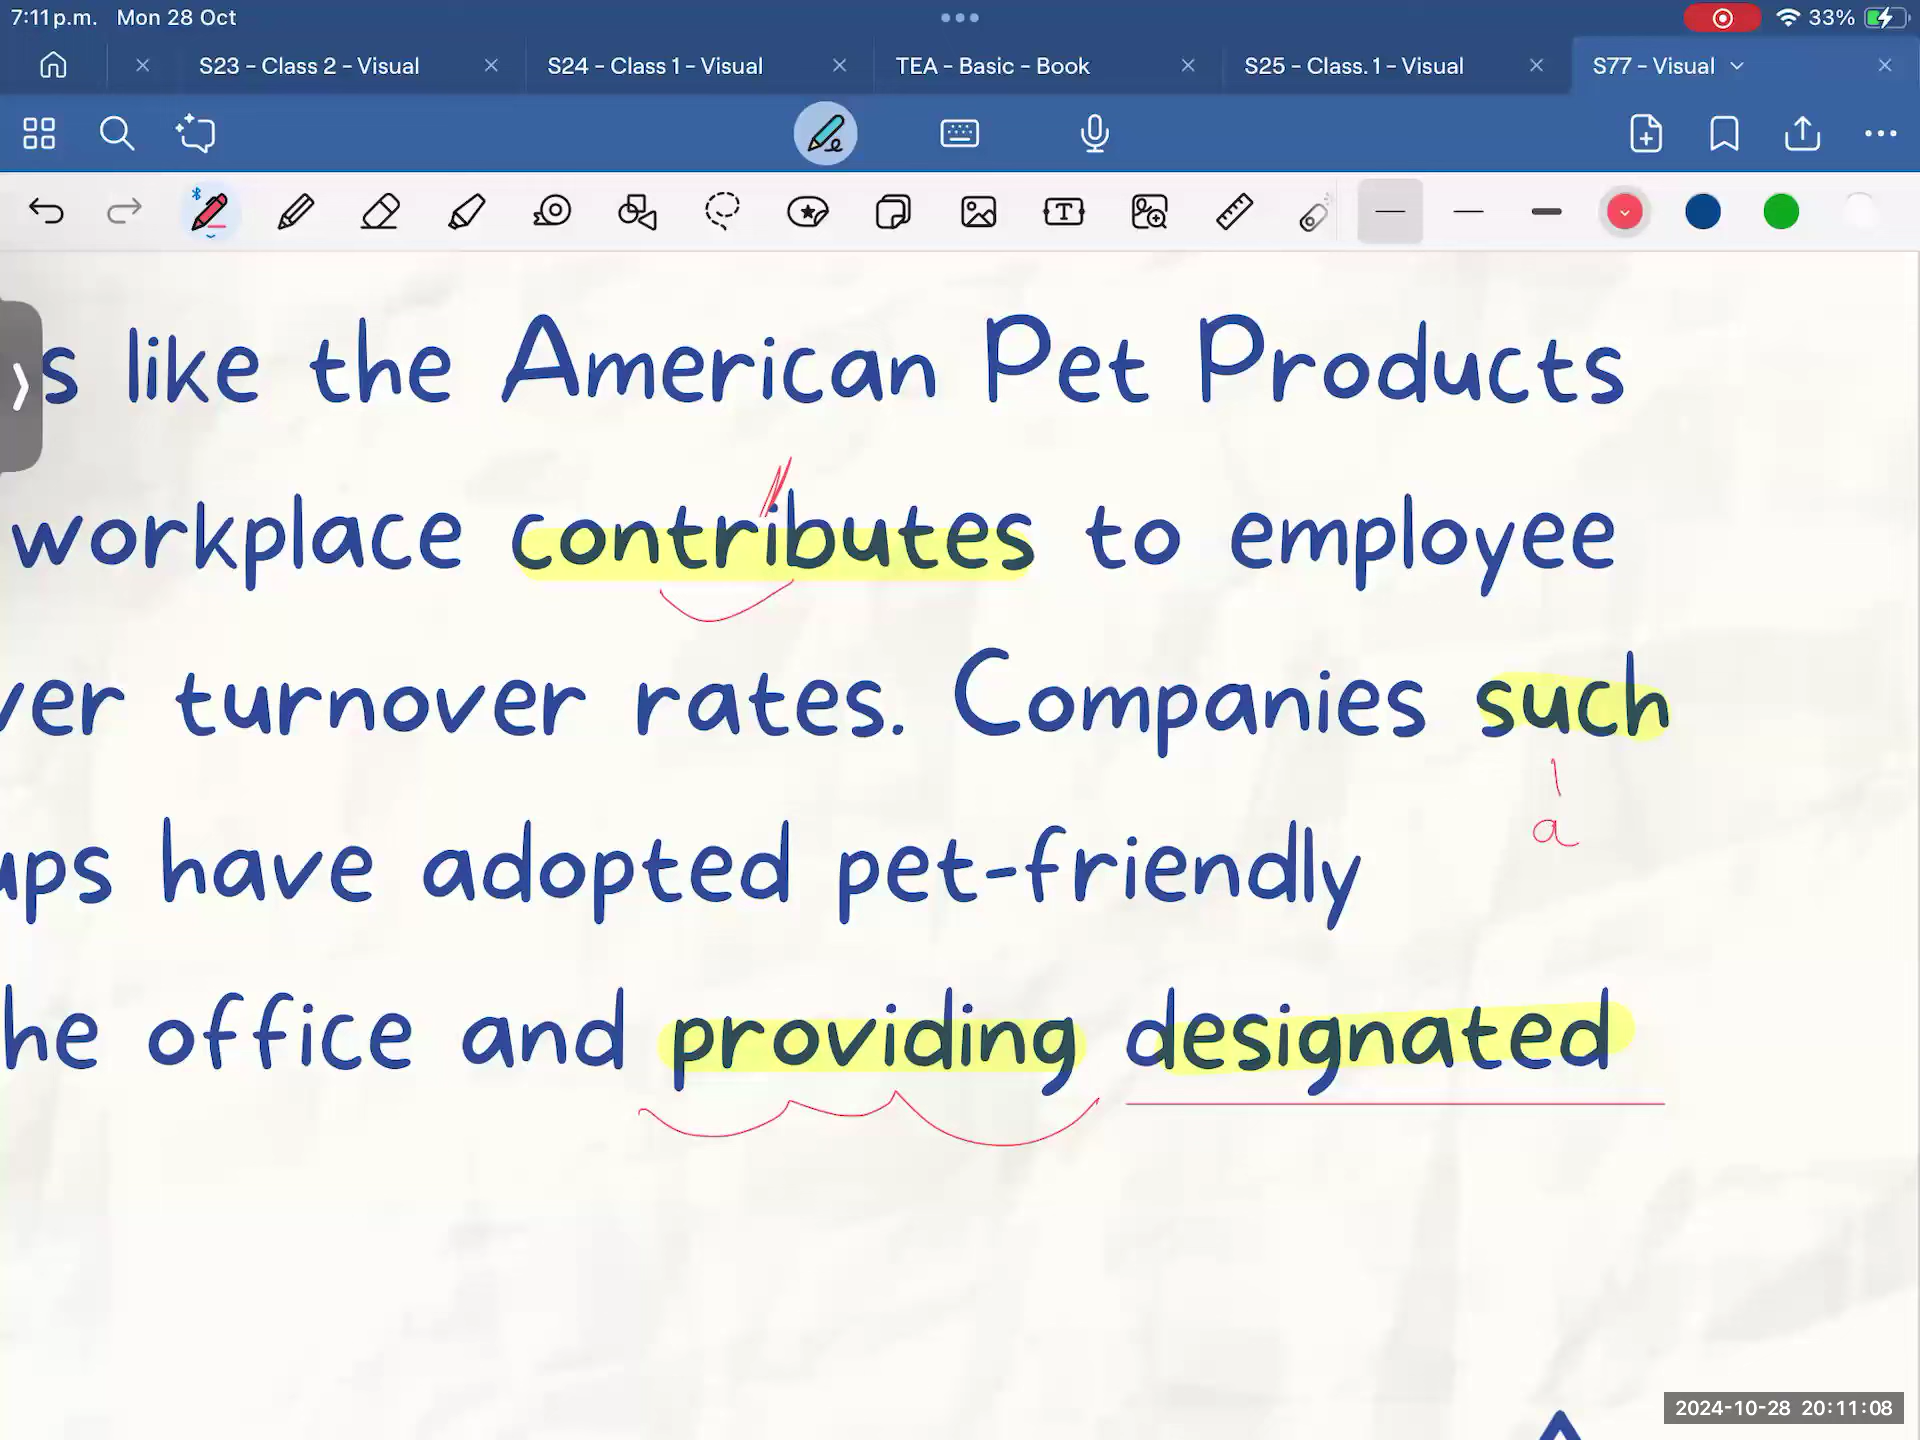 7:11 p.m. Mon 28 Oct
33%
S23 - Class 2 - Visual
S24 - Class 1 - Visual
TEA - Basic - Book
S25 - Class. 1 - Visual
S77 - Visual
s like the American Pet Products
workplace contributes to employee
ver turnover rates. Companies such
a
ups have adopted pet-friendly
he office and providing designated
2024-10-28 20:11:08